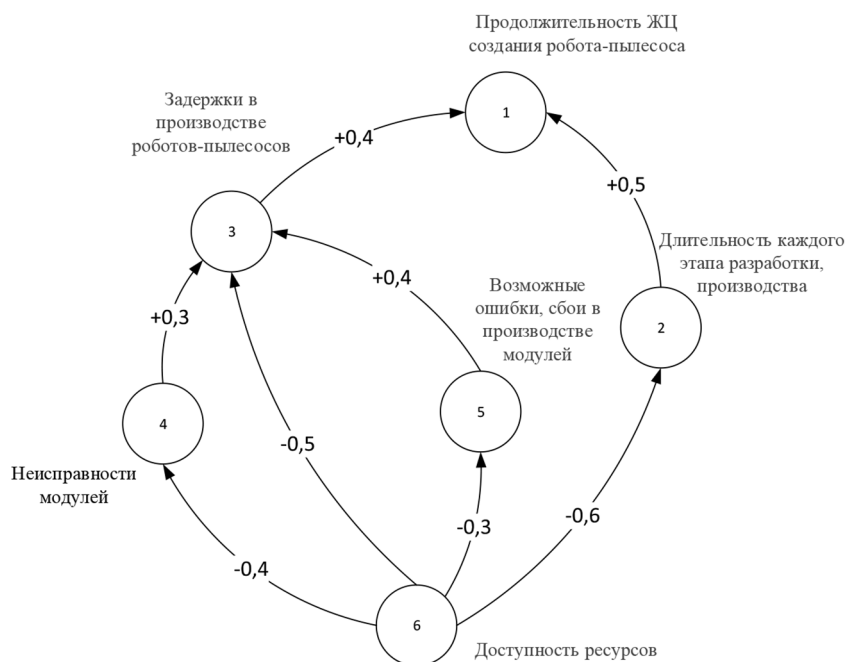 Продолжительность ЖЦ
создания робота-пылесоса
1
Задержки в
производстве
роботов-пылесосов
+0,4
+0,5
3
Длительность каждого
этапа разработки,
производства
+0,4
Возможные
ошибки, сбои в
производстве
модулей
+0,3
2
4
5
-0,5
Неисправности
модулей
-0,3
-0,6
-0,4
6
Доступность ресурсов